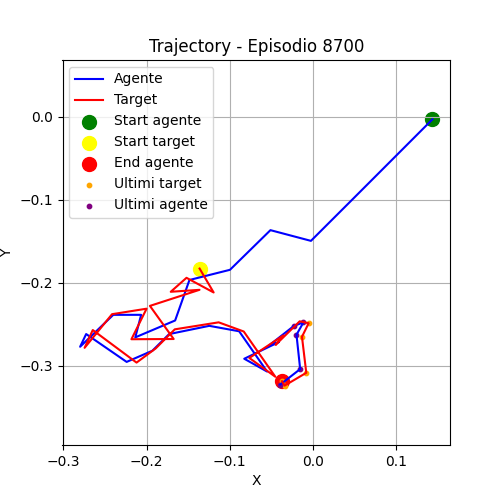 Trajectory - Episodio 8700
Agente
Target
Start agente
Start target
End agente
Ultimi target
Ultimi agente
0.0
−0.1
−0.2
−0.3
Y
−0.3
−0.2
−0.1
0.0
0.1
X